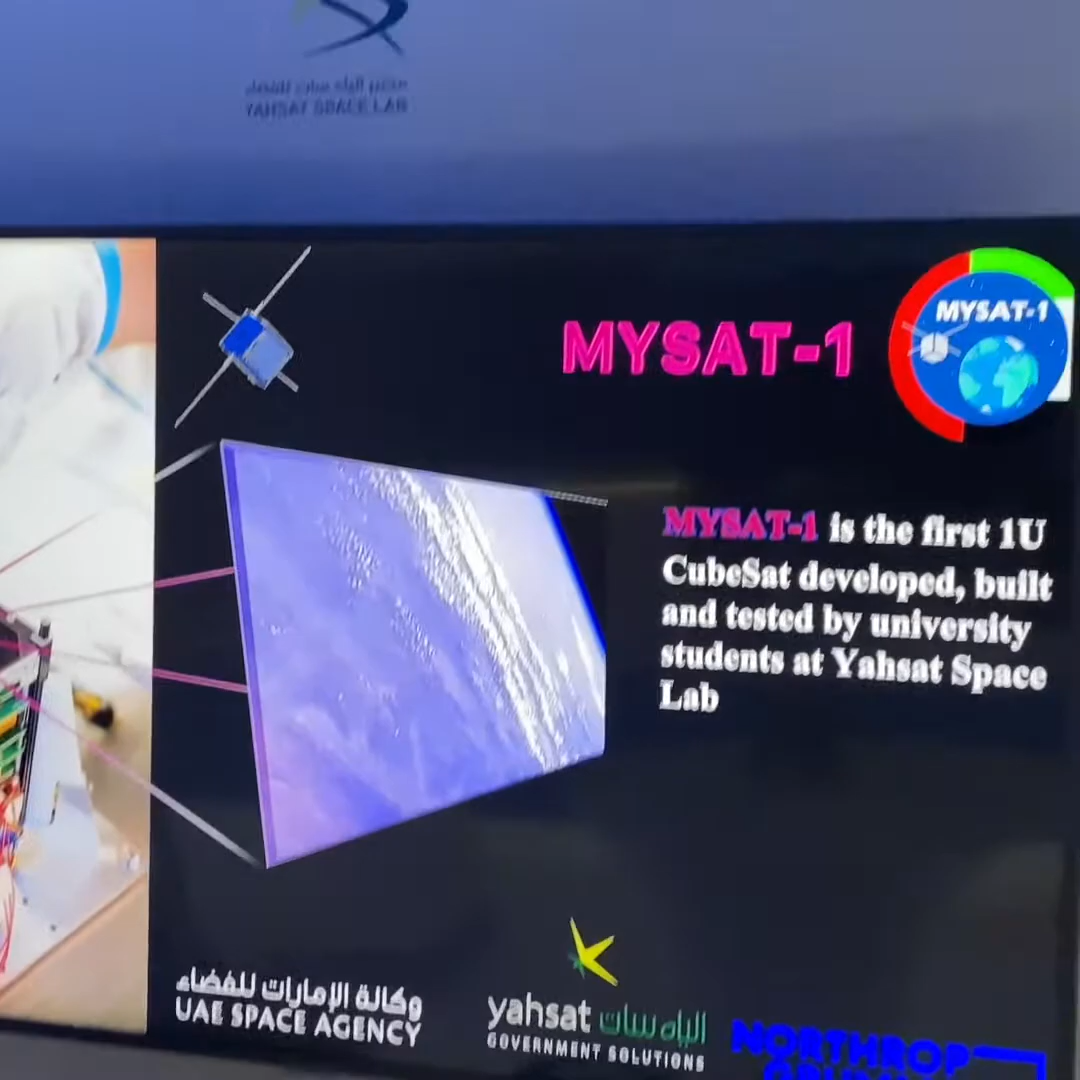 مختبر الياه سات للفضاء
YAHSAT SPACE LAB
MYSAT-1
MYSAT-1
MYSAT-1 is the first 1U
CubeSat developed, built
and tested by university
students at Yahsat Space
Lab
وكالة الإمارات للفضاء
UAE SPACE AGENCY
yahsat الياه سات
GOVERNMENT SOLUTIONS
NORTHROP